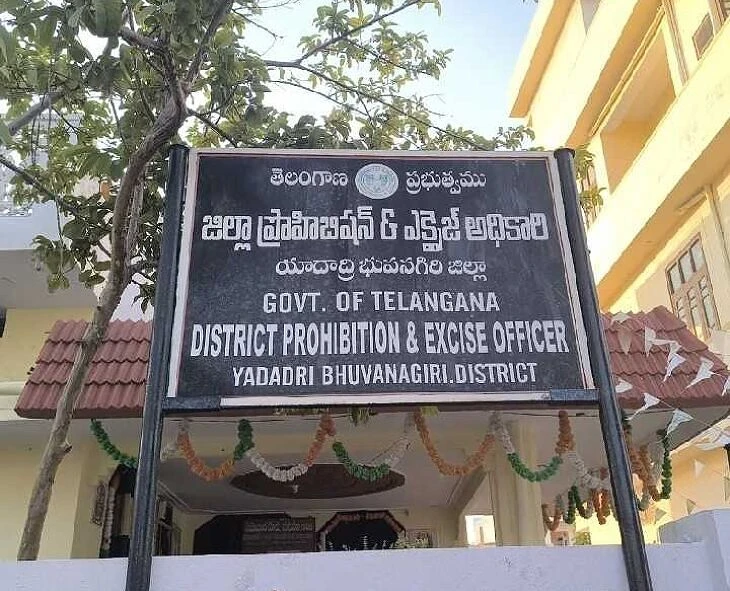 తెలంగాణ ప్రభుత్వము
జిల్లా ప్రొహిబిషన్ & ఎక్సైజ్ అధికారి
యాదాద్రి భువనగిరి జిల్లా
GOVT. OF TELANGANA
DISTRICT PROHIBITION & EXCISE OFFICER
YADADRI BHUVANAGIRI.DISTRICT